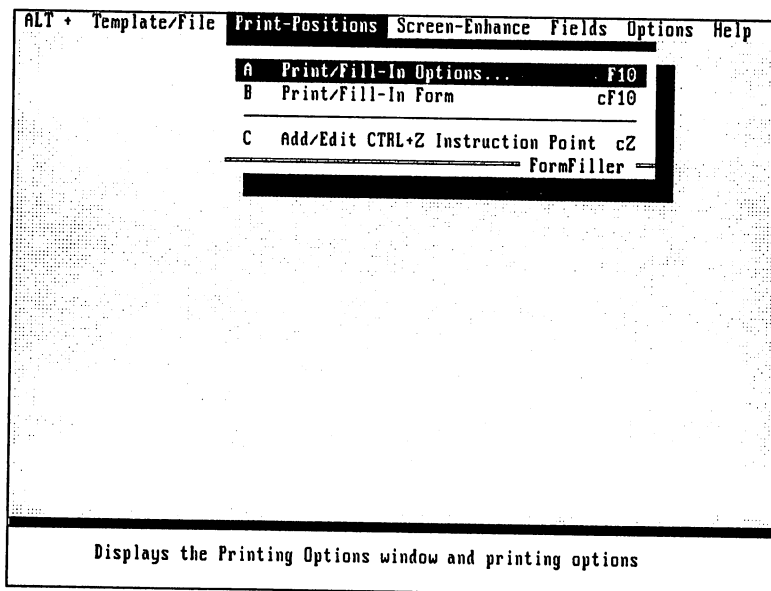 ALT + Template/File Print-Positions Screen-Enhance Fields Options Help
A Print/Fill-In Options... F10
B Print/Fill-In Form cF10
C Add/Edit CTRL+Z Instruction Point cZ
FormFiller
Displays the Printing Options window and printing options